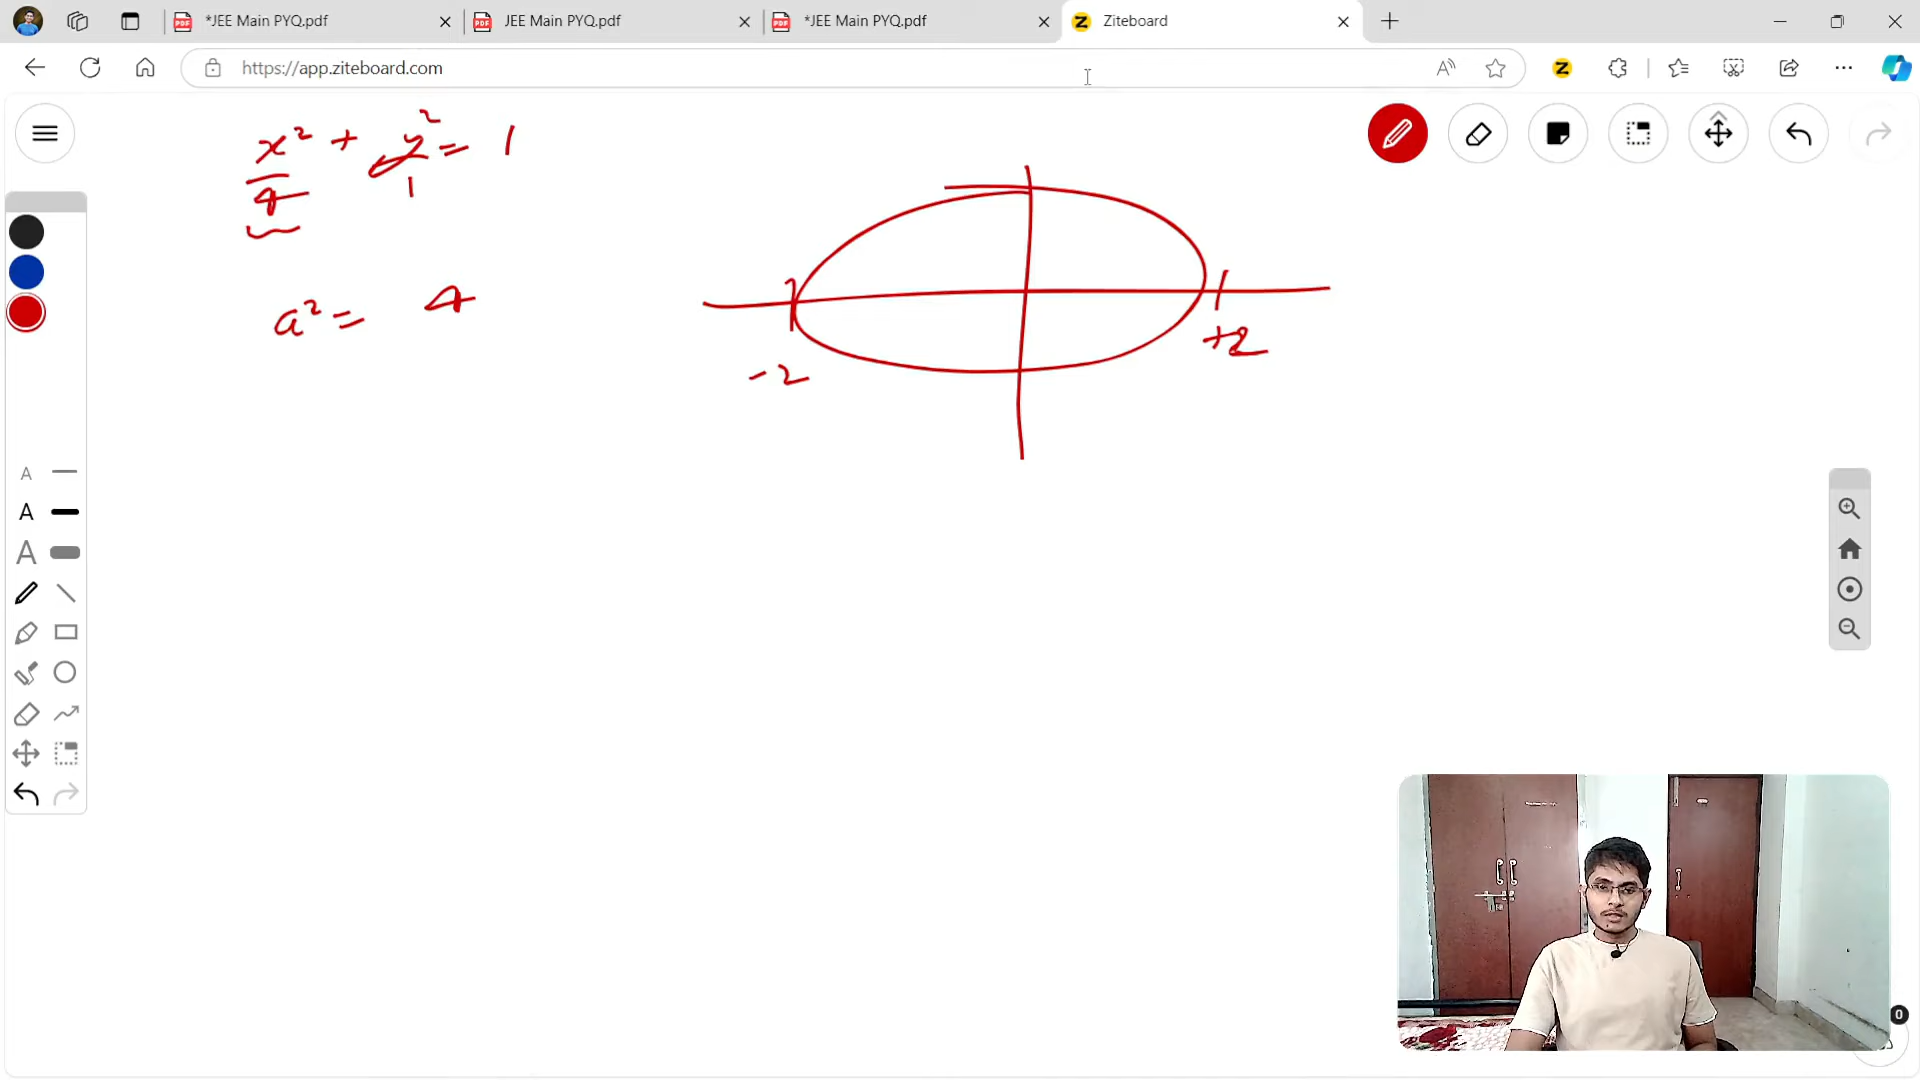 *JEE Main PYQ.pdf JEE Main PYQ.pdf *JEE Main PYQ.pdf Ziteboard
https://app.ziteboard.com
x² + y² = 1
4 1
a² = 4
+2
-2
A
A
A
0